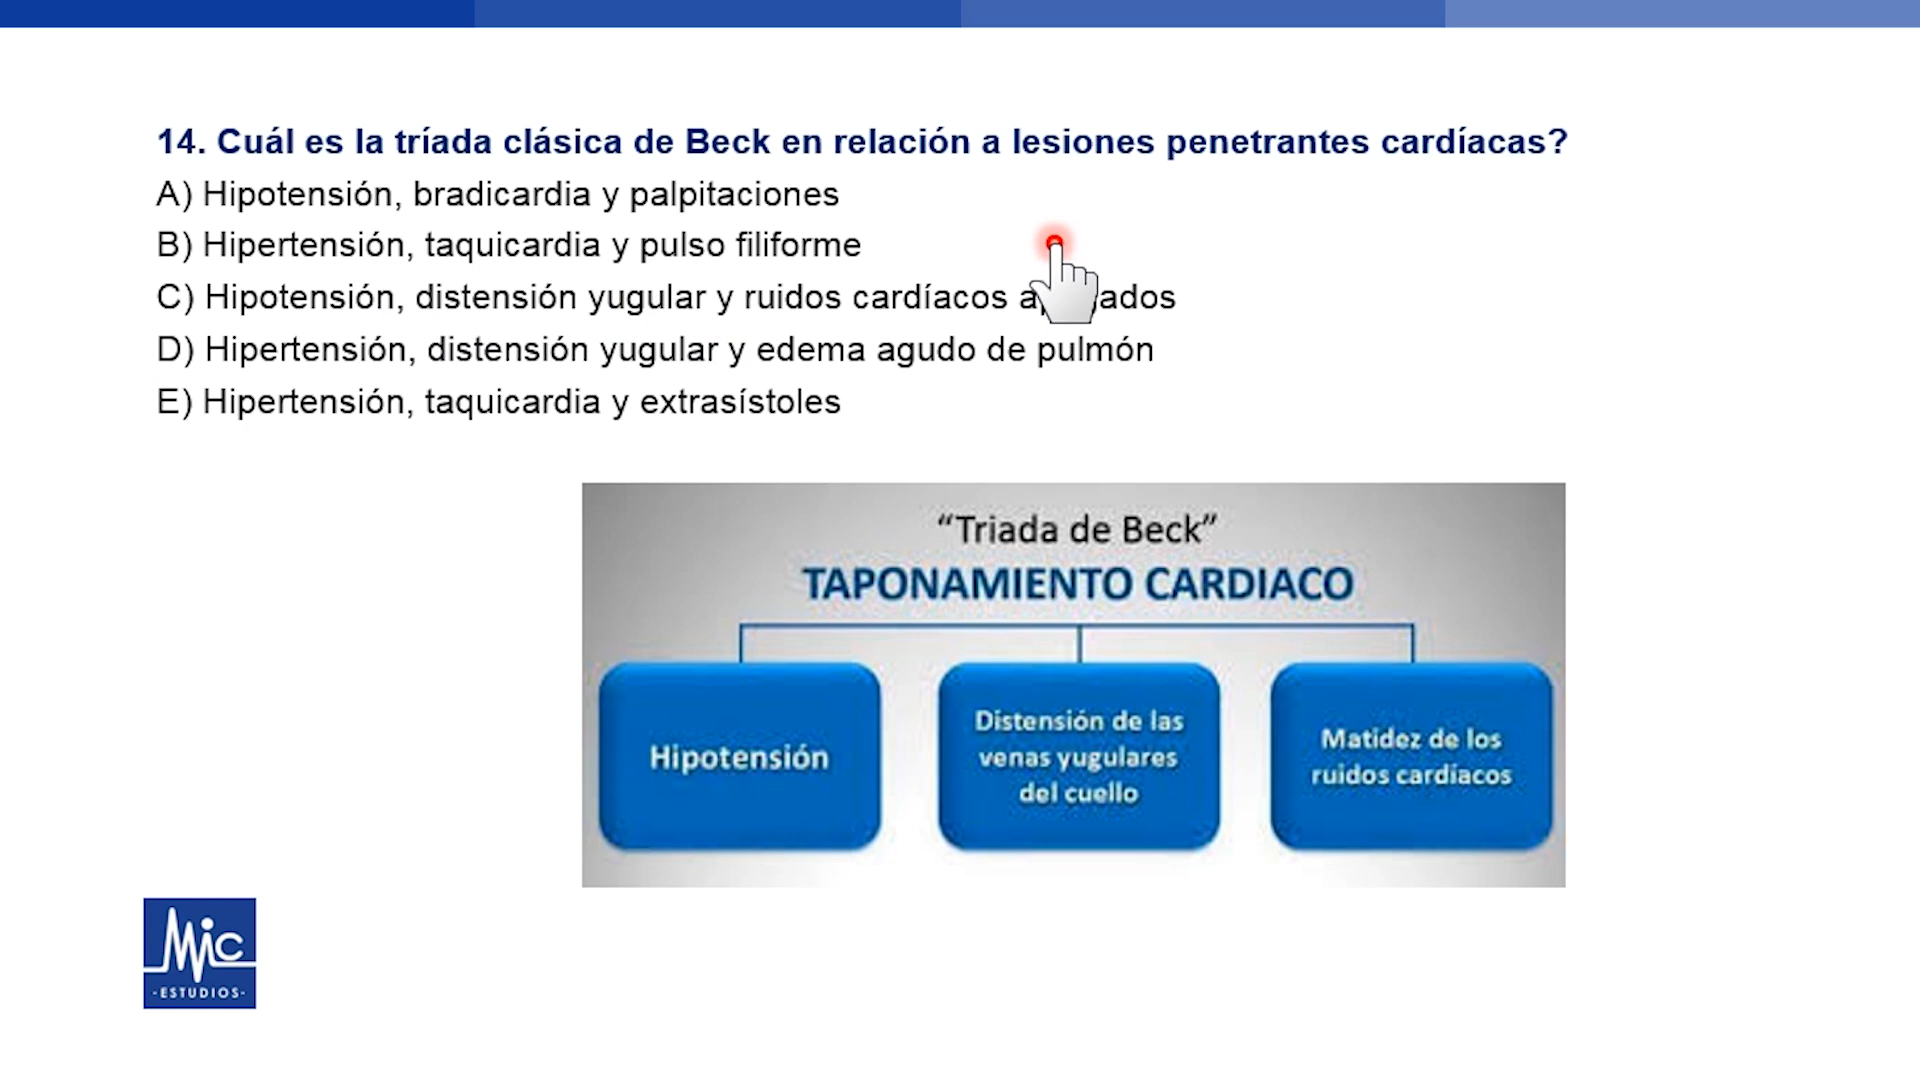 14. Cuál es la tríada clásica de Beck en relación a lesiones penetrantes cardíacas?
A) Hipotensión, bradicardia y palpitaciones
B) Hipertensión, taquicardia y pulso filiforme
C) Hipotensión, distensión yugular y ruidos cardíacos
D) Hipertensión, distensión yugular y edema agudo de pulmón
E) Hipertensión, taquicardia y extrasístoles
“Triada de Beck”
TAPONAMIENTO CARDIACO
Hipotensión
Distensión de las
venas yugulares
del cuello
Matidez de los
ruidos cardíacos
Mic
-ESTUDIOS-